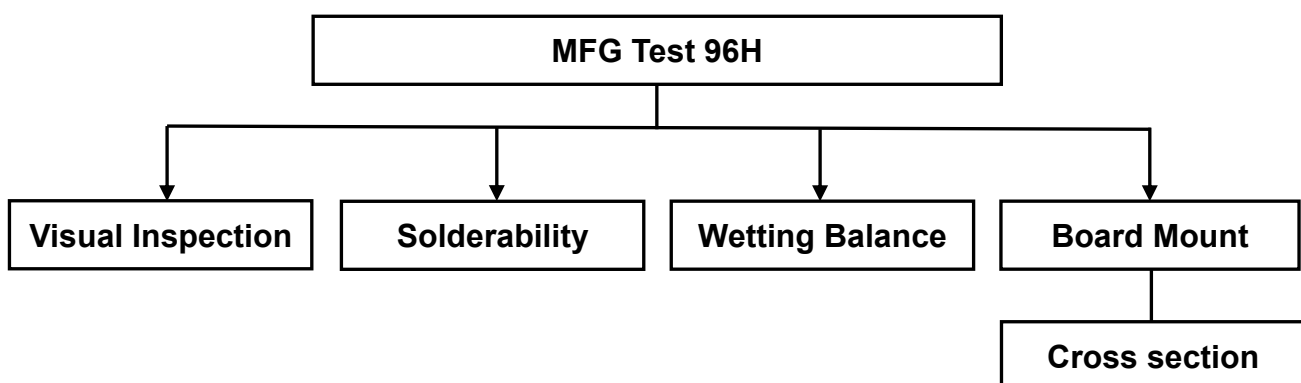 MFG Test 96H
Visual Inspection
Solderability
Wetting Balance
Board Mount
Cross section